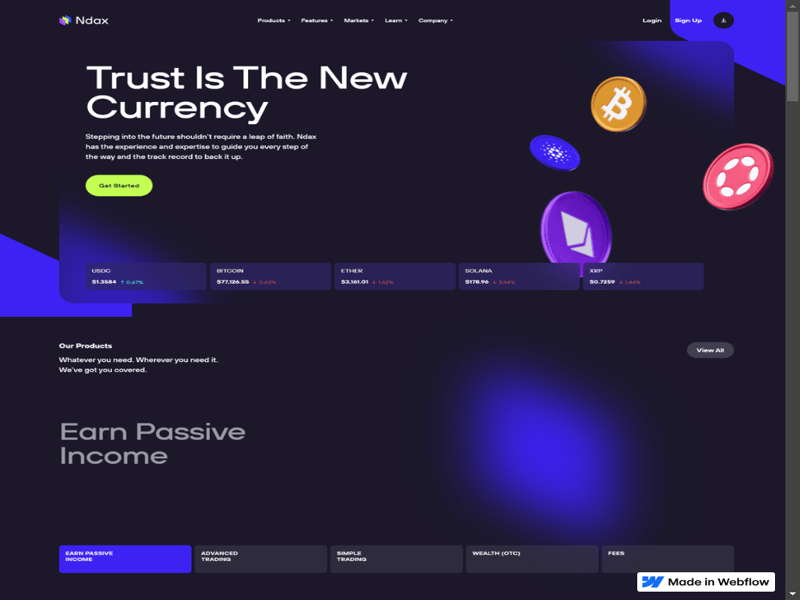 Ndax
Products Features Markets Learn Company
Login Sign Up
Trust Is The New
Currency
Stepping into the future shouldn't require a leap of faith. Ndax
has the experience and expertise to guide you every step of
the way and the track record to back it up.
Get Started
USDC
$1.3584 ↑ 0.67%
BITCOIN
$77,126.55 ↓ 0.62%
ETHER
$3,161.01 ↓ 1.62%
SOLANA
$178.96 ↓
XRP
$0.7259 ↓ 1.44%
Our Products
View All
Whatever you need. Wherever you need it.
We've got you covered.
Earn Passive
Income
EARN PASSIVE
INCOME
ADVANCED
TRADING
SIMPLE
TRADING
WEALTH (OTC)
FEES
Made in Webflow